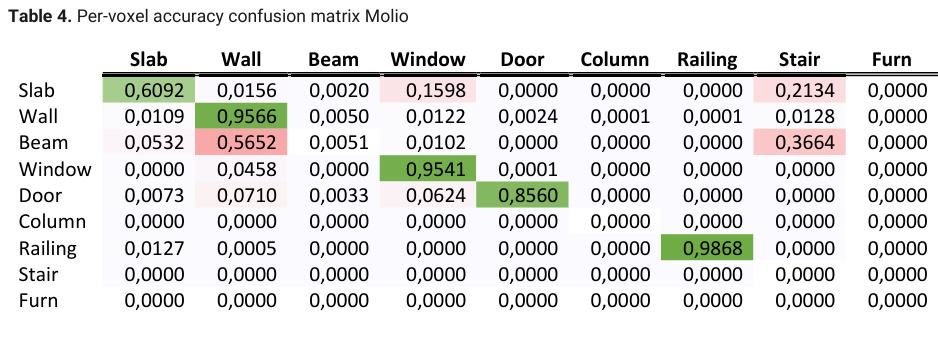 Table 4. Per-voxel accuracy confusion matrix Molio
Slab Wall Beam Window Door Column Railing Stair Furn
Slab 0,6092 0,0156 0,0020 0,1598 0,0000 0,0000 0,0000 0,2134 0,0000
Wall 0,0109 0,9566 0,0050 0,0122 0,0024 0,0001 0,0001 0,0128 0,0000
Beam 0,0532 0,5652 0,0051 0,0102 0,0000 0,0000 0,0000 0,3664 0,0000
Window 0,0000 0,0458 0,0000 0,9541 0,0001 0,0000 0,0000 0,0000 0,0000
Door 0,0073 0,0710 0,0033 0,0624 0,8560 0,0000 0,0000 0,0000 0,0000
Column 0,0000 0,0000 0,0000 0,0000 0,0000 0,0000 0,0000 0,0000 0,0000
Railing 0,0127 0,0005 0,0000 0,0000 0,0000 0,0000 0,9868 0,0000 0,0000
Stair 0,0000 0,0000 0,0000 0,0000 0,0000 0,0000 0,0000 0,0000 0,0000
Furn 0,0000 0,0000 0,0000 0,0000 0,0000 0,0000 0,0000 0,0000 0,0000